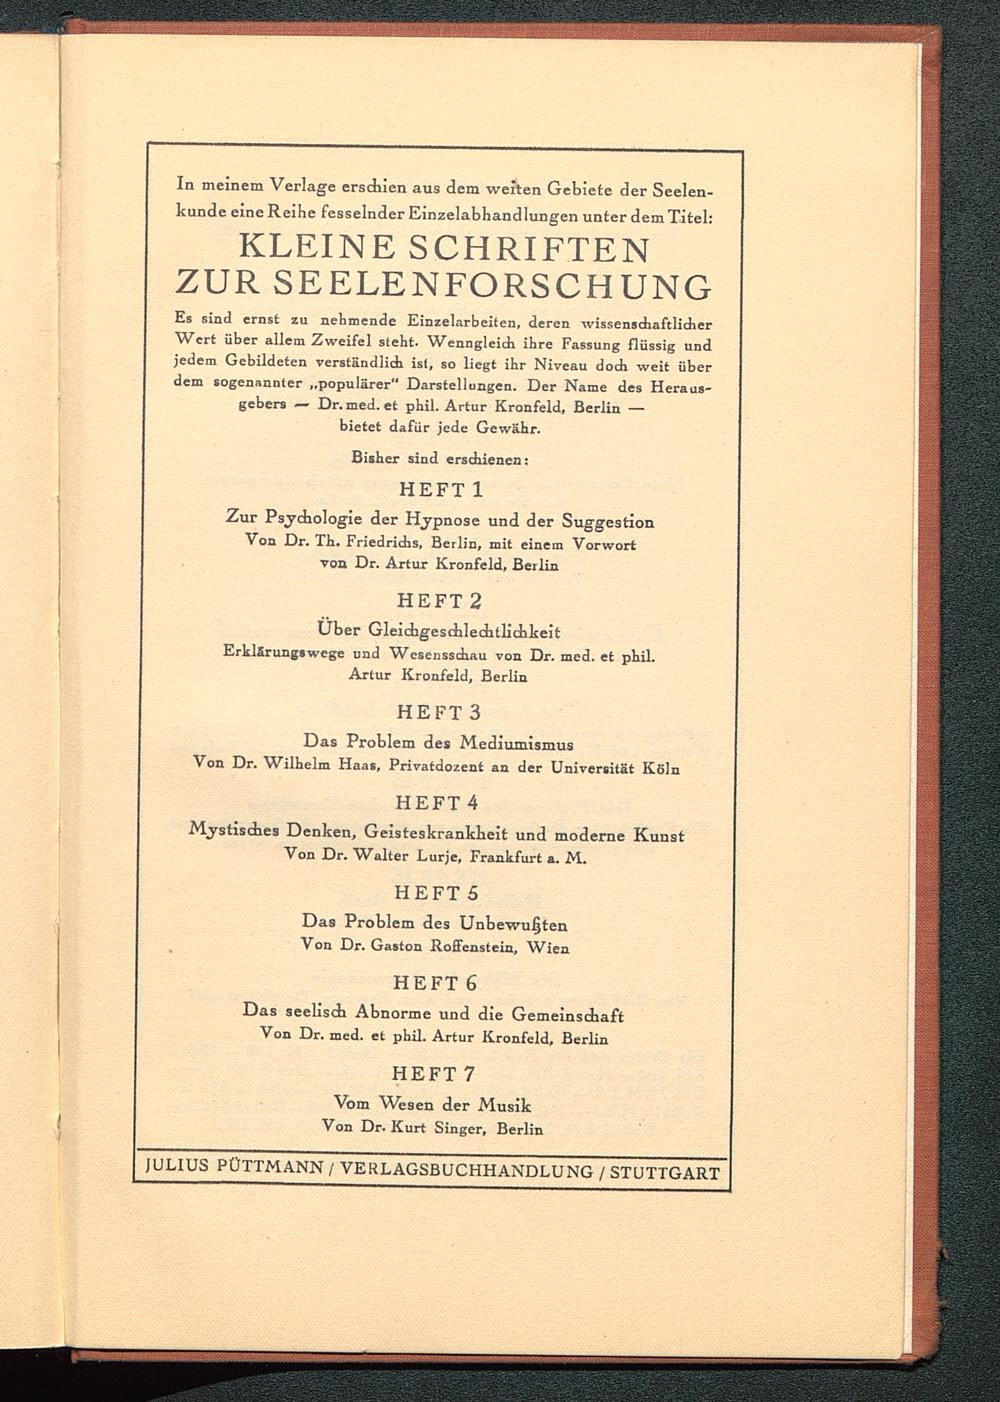 In meinem Verlage erschien aus dem weiten Gebiete der Seelen-
kunde eine Reihe fesselnder Einzelabhandlungen unter dem Titel:
KLEINE SCHRIFTEN
ZUR SEELENFORSCHUNG
Es sind ernst zu nehmende Einzelarbeiten, deren wissenschaftlicher
Wert über allem Zweifel steht. Wenngleich ihre Fassung flüssig und
jedem Gebildeten verständlich ist, so liegt ihr Niveau doch weit über
dem sogenannter „populärer“ Darstellungen. Der Name des Heraus-
gebers — Dr. med. et phil. Artur Kronfeld, Berlin —
bietet dafür jede Gewähr.
Bisher sind erschienen:
HEFT 1
Zur Psychologie der Hypnose und der Suggestion
Von Dr. Th. Friedrichs, Berlin, mit einem Vorwort
von Dr. Artur Kronfeld, Berlin
HEFT 2
Über Gleichgeschlechtlichkeit
Erklärungswege und Wesensschau von Dr. med. et phil.
Artur Kronfeld, Berlin
HEFT 3
Das Problem des Mediumismus
Von Dr. Wilhelm Haas, Privatdozent an der Universität Köln
HEFT 4
Mystisches Denken, Geisteskrankheit und moderne Kunst
Von Dr. Walter Lurje, Frankfurt a. M.
HEFT 5
Das Problem des Unbewußten
Von Dr. Gaston Roffenstein, Wien
HEFT 6
Das seelisch Abnorme und die Gemeinschaft
Von Dr. med. et phil. Artur Kronfeld, Berlin
HEFT 7
Vom Wesen der Musik
Von Dr. Kurt Singer, Berlin
JULIUS PÜTTMANN / VERLAGSBUCHHANDLUNG / STUTTGART